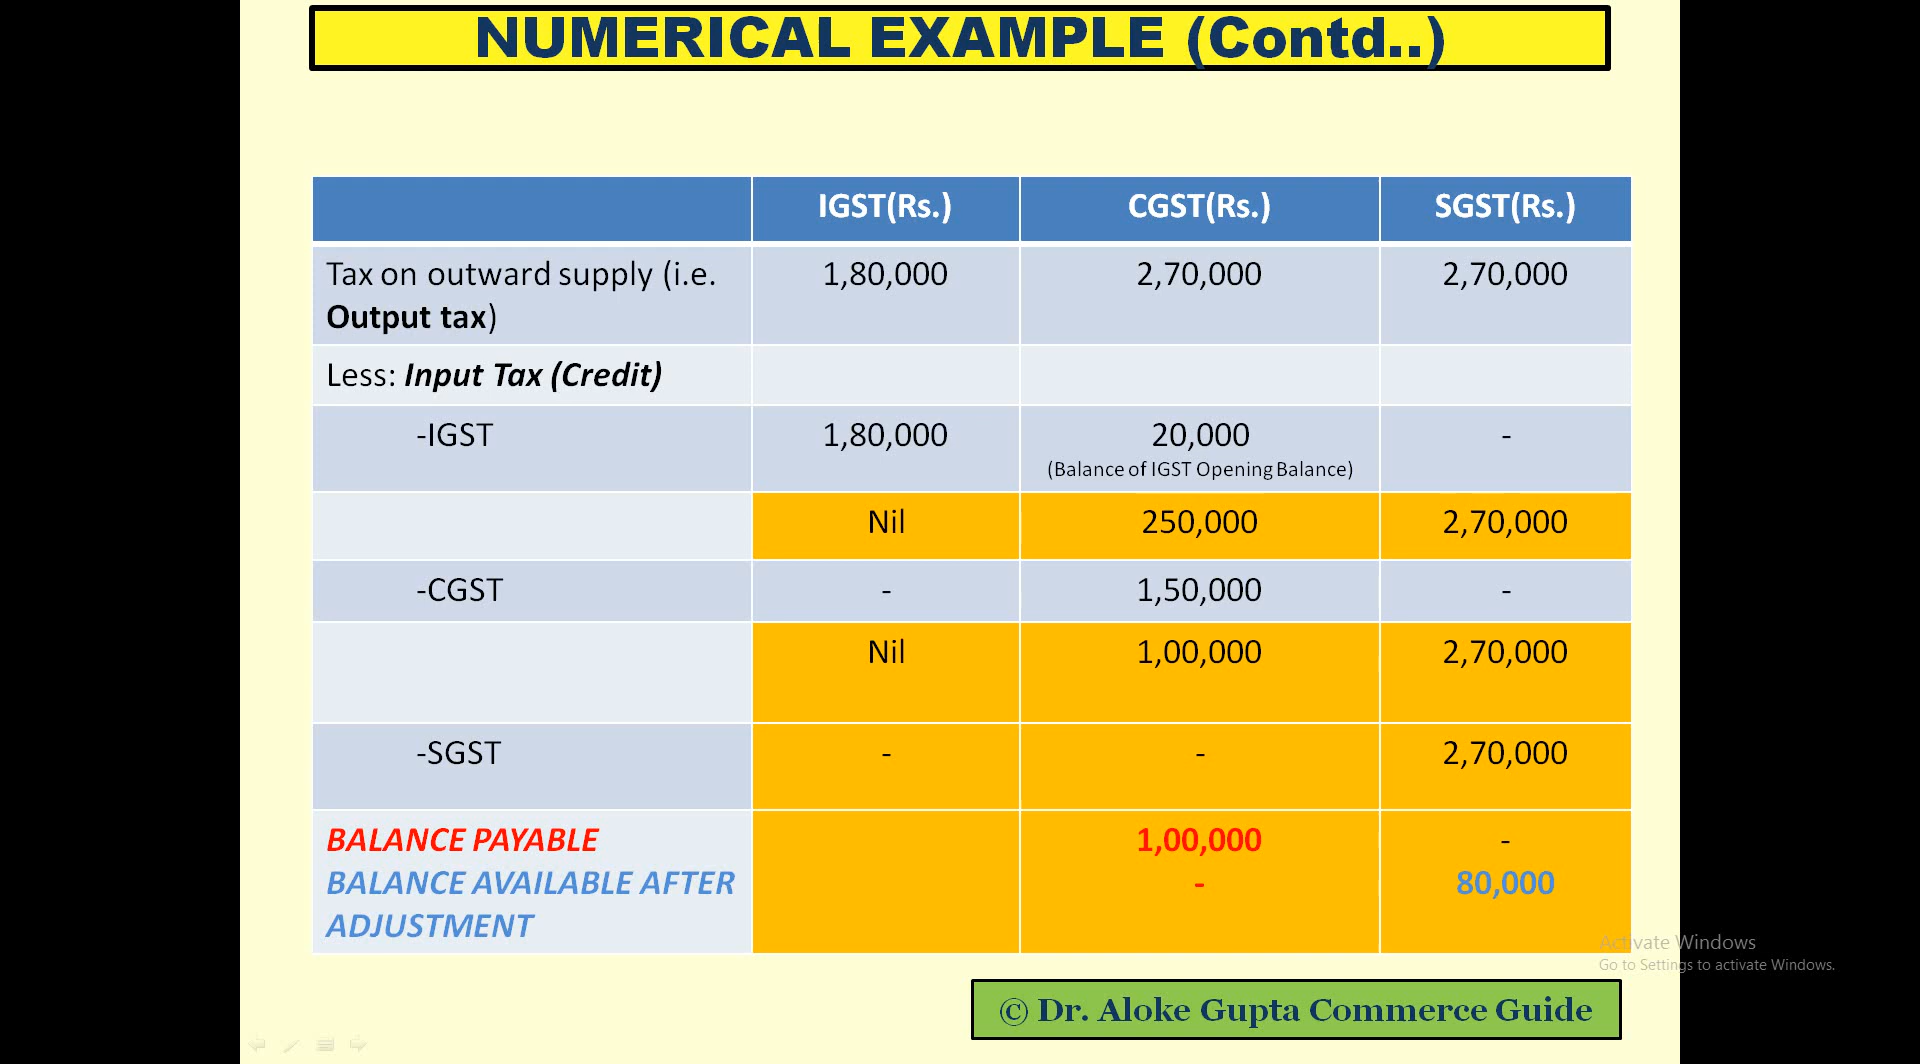 NUMERICAL EXAMPLE (Contd..)
IGST(Rs.) CGST(Rs.) SGST(Rs.)
Tax on outward supply (i.e. 1,80,000 2,70,000 2,70,000
Output tax)
Less: Input Tax (Credit)
-IGST 1,80,000 20,000 -
(Balance of IGST Opening Balance)
Nil 250,000 2,70,000
-CGST - 1,50,000 -
Nil 1,00,000 2,70,000
-SGST - - 2,70,000
BALANCE PAYABLE 1,00,000 -
BALANCE AVAILABLE AFTER - 80,000
ADJUSTMENT
Activate Windows
Go to Settings to activate Windows.
© Dr. Aloke Gupta Commerce Guide